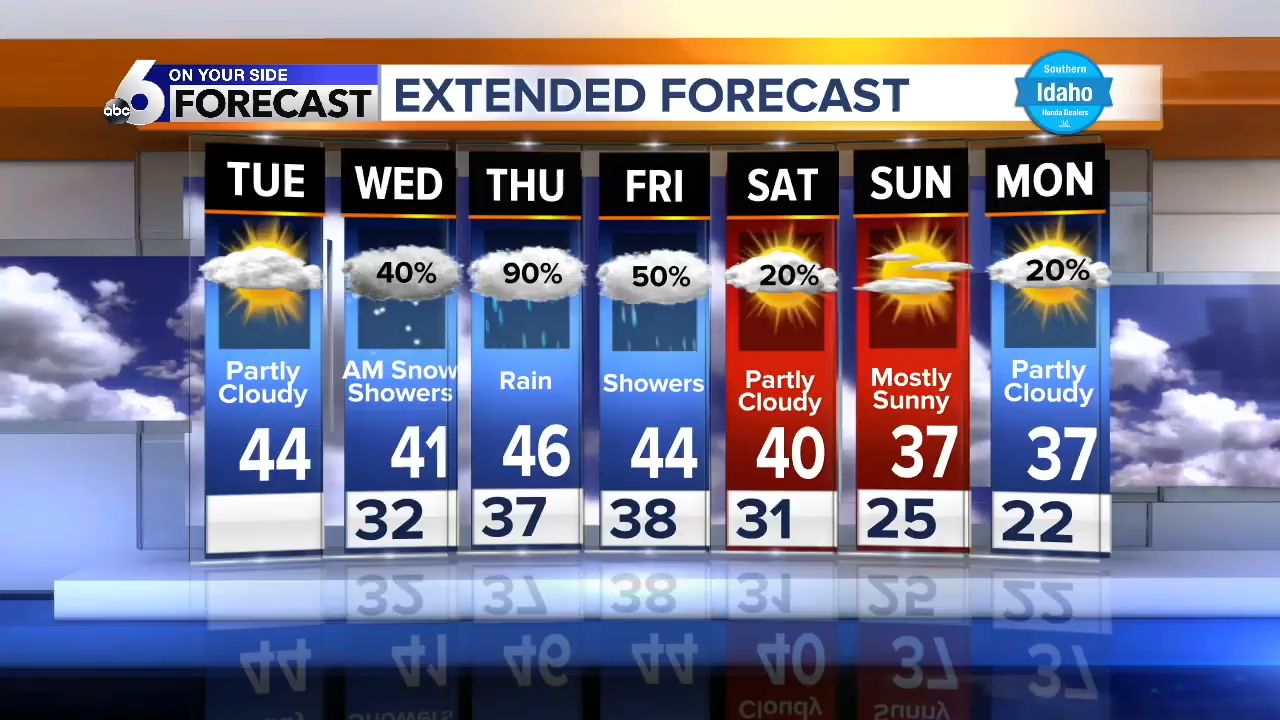 abc 6
ON YOUR SIDE
FORECAST
EXTENDED FORECAST
Southern
Idaho
Honda Dealers
TUE
Partly
Cloudy
44
WED
40%
AM Snow
Showers
41
32
THU
90%
Rain
46
37
FRI
50%
Showers
44
38
SAT
20%
Partly
Cloudy
40
31
SUN
Mostly
Sunny
37
25
MON
20%
Partly
Cloudy
37
22